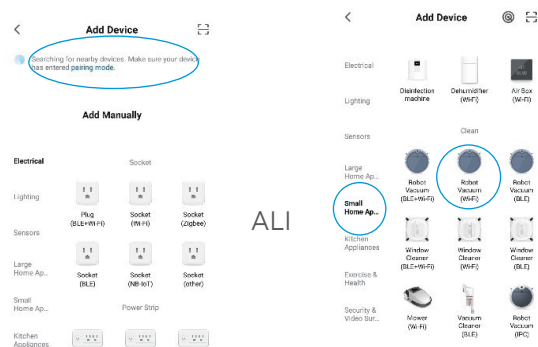 Add Device
Searching for nearby devices. Make sure your device
has entered pairing mode.
Add Manually
Electrical
Lighting
Sensors
Large
Home Ap...
Small
Home Ap...
Kitchen
Appliances
Socket
Plug
(BLE+Wi-Fi)
Socket
(Wi-Fi)
Socket
(Zigbee)
Socket
(BLE)
Socket
(NB-IoT)
Socket
(other)
Power Strip
ALI
Add Device
Electrical
Lighting
Sensors
Large
Home Ap...
Small
Home Ap...
Kitchen
Appliances
Exercise &
Health
Security &
Video Sur...
Disinfection
machine
Dehumidifier
(Wi-Fi)
Air Box
(Wi-Fi)
Clean
Robot
Vacuum
(BLE+Wi-Fi)
Robot
Vacuum
(Wi-Fi)
Robot
Vacuum
(BLE)
Window
Cleaner
(BLE+Wi-Fi)
Window
Cleaner
(Wi-Fi)
Window
Cleaner
(BLE)
Mower
(Wi-Fi)
Vacuum
Cleaner
(BLE)
Robot
Vacuum
(IPC)